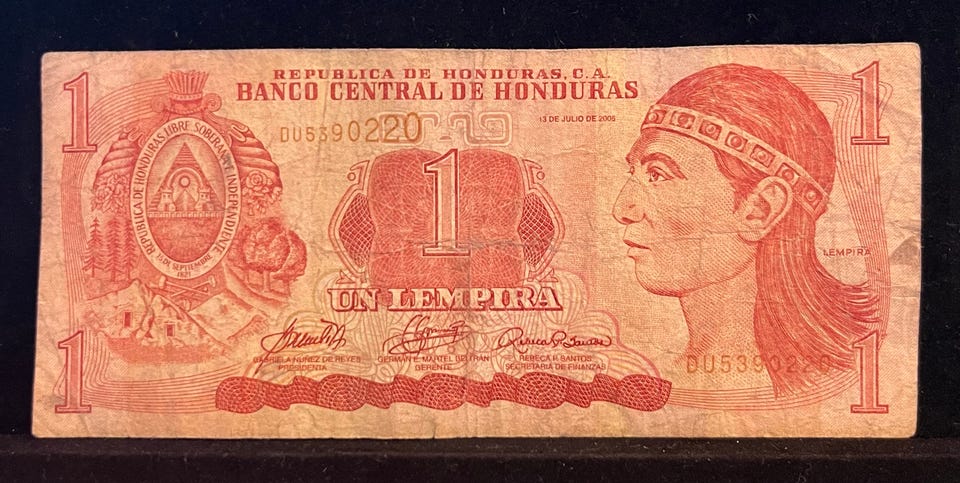 1
1
REPUBLICA DE HONDURAS, C.A.
BANCO CENTRAL DE HONDURAS
DU5390220
13 DE JULIO DE 2006
REPUBLICA DE HONDURAS, LIBRE, SOBERANA E INDEPENDIENTE
15 DE SEPTIEMBRE
1821
1
LEMPIRA
UN LEMPIRA
GABRIELA NUÑEZ DE REYES
PRESIDENTA
GERMAN E. MARTEL BELTRAN
GERENTE
REBECA P. SANTOS
SECRETARIA DE FINANZAS
DU5390220
1
1